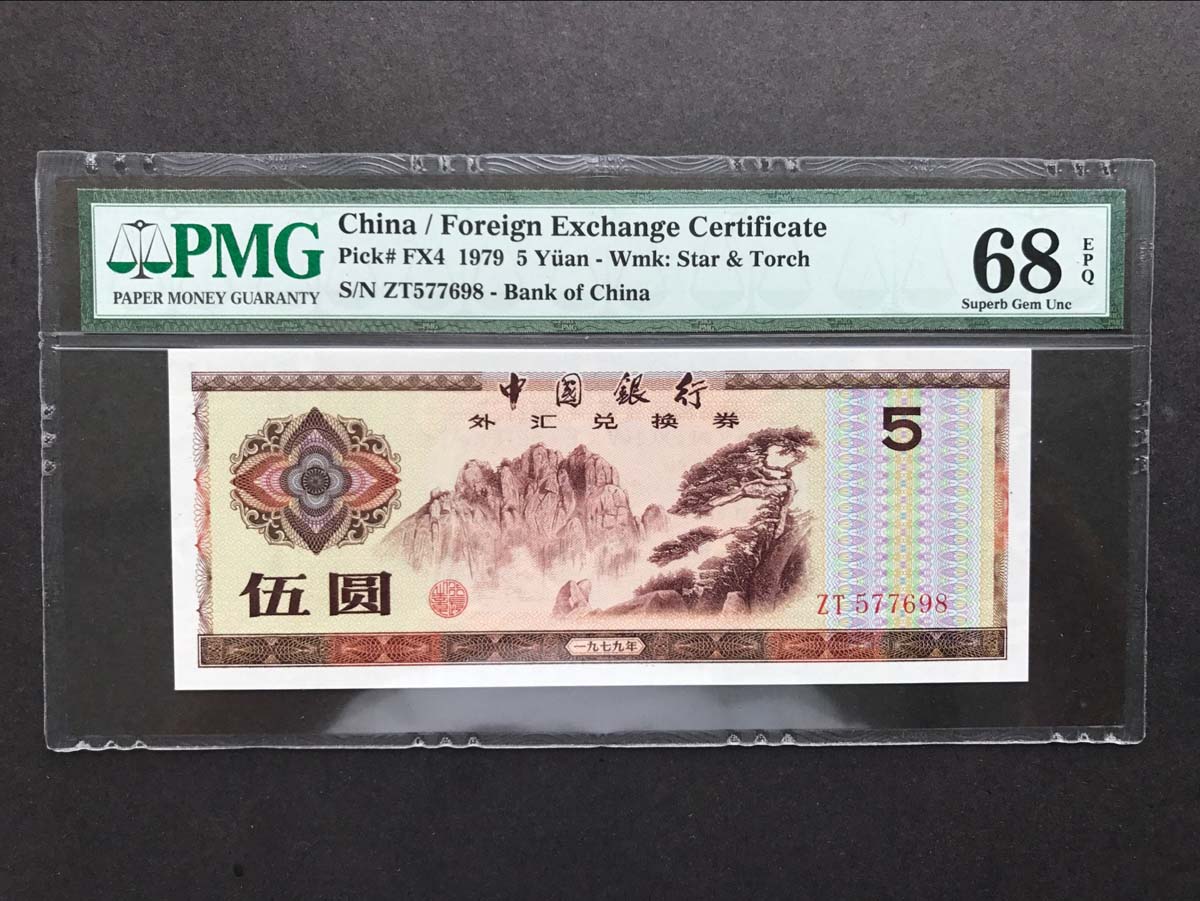 PMG
PAPER MONEY GUARANTY
China / Foreign Exchange Certificate
Pick# FX4 1979 5 Yüan - Wmk: Star & Torch
S/N ZT577698 - Bank of China
68
EPQ
Superb Gem Unc
中國銀行
外汇兑换券
5
伍圆
ZT 577698
一九七九年